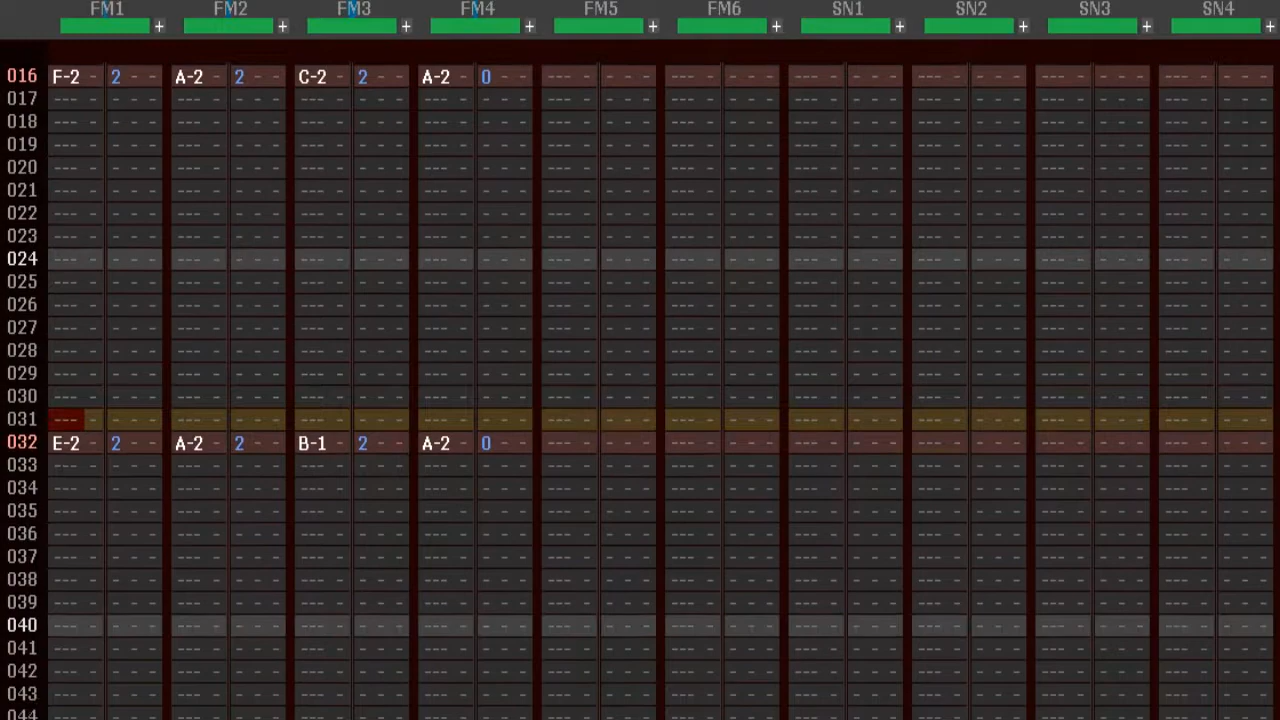 FM1 FM2 FM3 FM4 FM5 FM6 SN1 SN2 SN3 SN4
+ + + + + + + + + +
016 F-2 - 2 - - A-2 - 2 - - C-2 - 2 - - A-2 - 0 - - --- - - - - --- - - - - --- - - - - --- - - - - --- - - - - --- - - - -
017 --- - - - - --- - - - - --- - - - - --- - - - - --- - - - - --- - - - - --- - - - - --- - - - - --- - - - - --- - - - -
018 --- - - - - --- - - - - --- - - - - --- - - - - --- - - - - --- - - - - --- - - - - --- - - - - --- - - - - --- - - - -
019 --- - - - - --- - - - - --- - - - - --- - - - - --- - - - - --- - - - - --- - - - - --- - - - - --- - - - - --- - - - -
020 --- - - - - --- - - - - --- - - - - --- - - - - --- - - - - --- - - - - --- - - - - --- - - - - --- - - - - --- - - - -
021 --- - - - - --- - - - - --- - - - - --- - - - - --- - - - - --- - - - - --- - - - - --- - - - - --- - - - - --- - - - -
022 --- - - - - --- - - - - --- - - - - --- - - - - --- - - - - --- - - - - --- - - - - --- - - - - --- - - - - --- - - - -
023 --- - - - - --- - - - - --- - - - - --- - - - - --- - - - - --- - - - - --- - - - - --- - - - - --- - - - - --- - - - -
024 --- - - - - --- - - - - --- - - - - --- - - - - --- - - - - --- - - - - --- - - - - --- - - - - --- - - - - --- - - - -
025 --- - - - - --- - - - - --- - - - - --- - - - - --- - - - - --- - - - - --- - - - - --- - - - - --- - - - - --- - - - -
026 --- - - - - --- - - - - --- - - - - --- - - - - --- - - - - --- - - - - --- - - - - --- - - - - --- - - - - --- - - - -
027 --- - - - - --- - - - - --- - - - - --- - - - - --- - - - - --- - - - - --- - - - - --- - - - - --- - - - - --- - - - -
028 --- - - - - --- - - - - --- - - - - --- - - - - --- - - - - --- - - - - --- - - - - --- - - - - --- - - - - --- - - - -
029 --- - - - - --- - - - - --- - - - - --- - - - - --- - - - - --- - - - - --- - - - - --- - - - - --- - - - - --- - - - -
030 --- - - - - --- - - - - --- - - - - --- - - - - --- - - - - --- - - - - --- - - - - --- - - - - --- - - - - --- - - - -
031 --- - - - - --- - - - - --- - - - - --- - - - - --- - - - - --- - - - - --- - - - - --- - - - - --- - - - - --- - - - -
032 E-2 - 2 - - A-2 - 2 - - B-1 - 2 - - A-2 - 0 - - --- - - - - --- - - - - --- - - - - --- - - - - --- - - - - --- - - - -
033 --- - - - - --- - - - - --- - - - - --- - - - - --- - - - - --- - - - - --- - - - - --- - - - - --- - - - - --- - - - -
034 --- - - - - --- - - - - --- - - - - --- - - - - --- - - - - --- - - - - --- - - - - --- - - - - --- - - - - --- - - - -
035 --- - - - - --- - - - - --- - - - - --- - - - - --- - - - - --- - - - - --- - - - - --- - - - - --- - - - - --- - - - -
036 --- - - - - --- - - - - --- - - - - --- - - - - --- - - - - --- - - - - --- - - - - --- - - - - --- - - - - --- - - - -
037 --- - - - - --- - - - - --- - - - - --- - - - - --- - - - - --- - - - - --- - - - - --- - - - - --- - - - - --- - - - -
038 --- - - - - --- - - - - --- - - - - --- - - - - --- - - - - --- - - - - --- - - - - --- - - - - --- - - - - --- - - - -
039 --- - - - - --- - - - - --- - - - - --- - - - - --- - - - - --- - - - - --- - - - - --- - - - - --- - - - - --- - - - -
040 --- - - - - --- - - - - --- - - - - --- - - - - --- - - - - --- - - - - --- - - - - --- - - - - --- - - - - --- - - - -
041 --- - - - - --- - - - - --- - - - - --- - - - - --- - - - - --- - - - - --- - - - - --- - - - - --- - - - - --- - - - -
042 --- - - - - --- - - - - --- - - - - --- - - - - --- - - - - --- - - - - --- - - - - --- - - - - --- - - - - --- - - - -
043 --- - - - - --- - - - - --- - - - - --- - - - - --- - - - - --- - - - - --- - - - - --- - - - - --- - - - - --- - - - -
044 --- - - - - --- - - - - --- - - - - --- - - - - --- - - - - --- - - - - --- - - - - --- - - - - --- - - - - --- - - - -